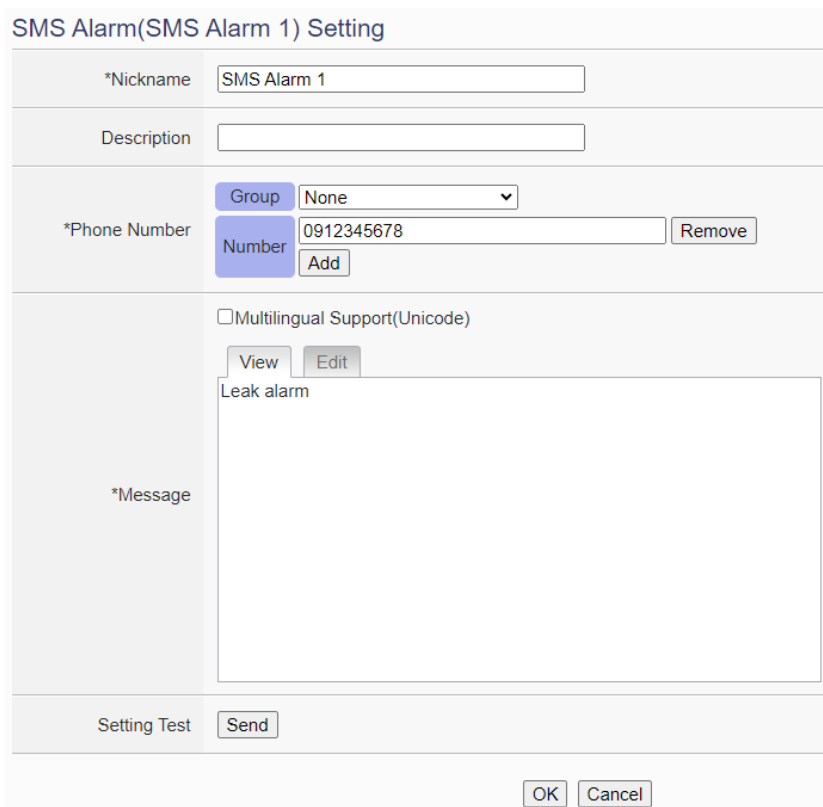 SMS Alarm(SMS Alarm 1) Setting
*Nickname SMS Alarm 1
Description
*Phone Number
Group None
Number 0912345678 Remove
Add
*Message
Multilingual Support(Unicode)
View Edit
Leak alarm
Setting Test Send
OK Cancel